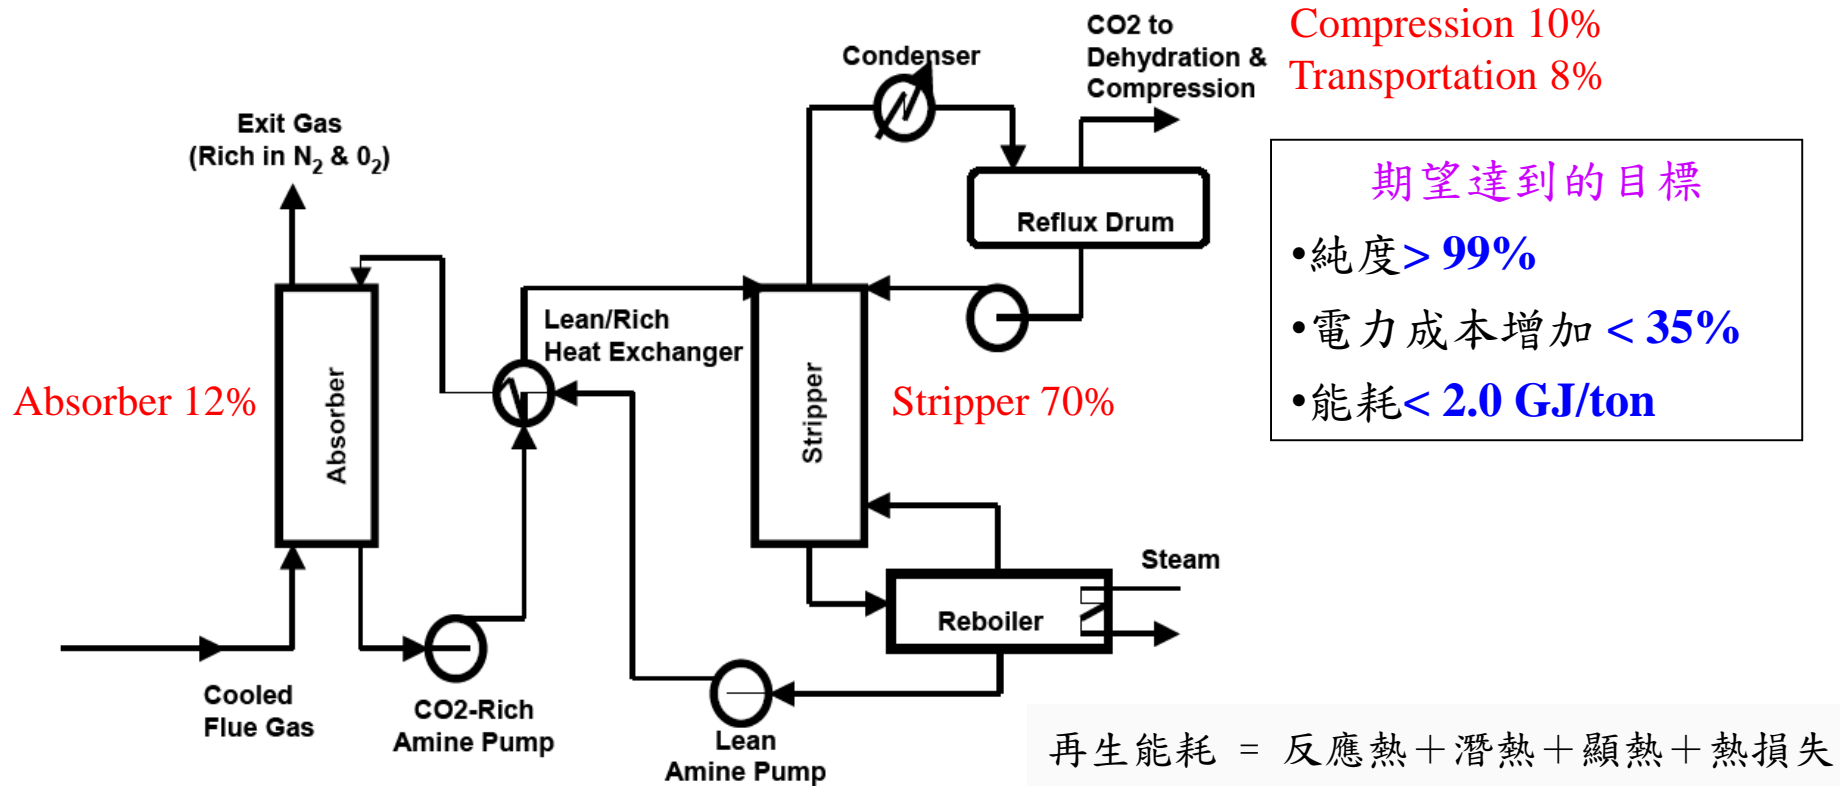 CO2 to
Dehydration &
Compression
Compression 10%
Transportation 8%
Condenser
Exit Gas
(Rich in N₂ & 0₂)
期望達到的目標
•純度> 99%
•電力成本增加 < 35%
•能耗< 2.0 GJ/ton
Reflux Drum
Lean/Rich
Heat Exchanger
Absorber 12%
Absorber
Stripper
Stripper 70%
Steam
Reboiler
Cooled
Flue Gas
CO2-Rich
Amine Pump
Lean
Amine Pump
再生能耗 = 反應熱＋潛熱＋顯熱＋熱損失